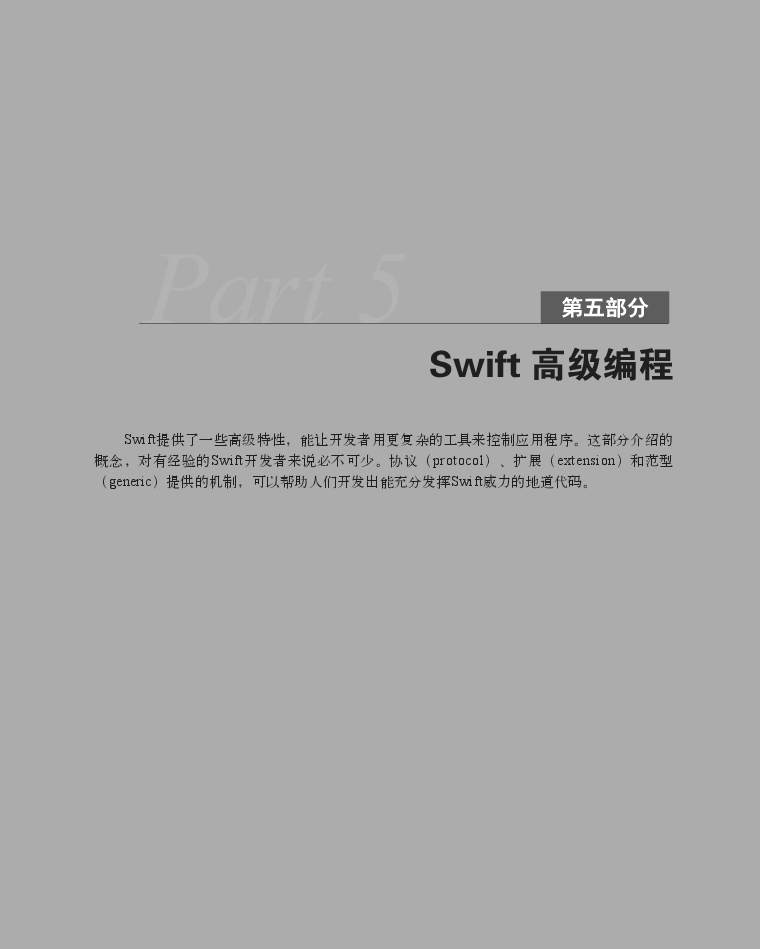 Part 5
第五部分
Swift 高级编程
Swift提供了一些高级特性，能让开发者用更复杂的工具来控制应用程序。这部分介绍的
概念，对有经验的Swift开发者来说必不可少。协议（protocol）、扩展（extension）和范型
（generic）提供的机制，可以帮助人们开发出能充分发挥Swift威力的地道代码。